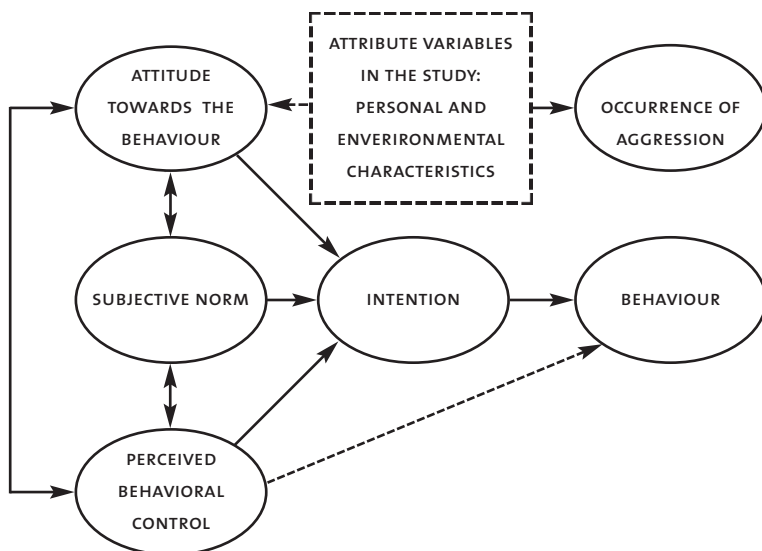 ATTITUDE
TOWARDS THE
BEHAVIOUR
ATTRIBUTE VARIABLES
IN THE STUDY:
PERSONAL AND
ENVERIRONMENTAL
CHARACTERISTICS
OCCURRENCE OF
AGGRESSION
SUBJECTIVE NORM
INTENTION
BEHAVIOUR
PERCEIVED
BEHAVIORAL
CONTROL